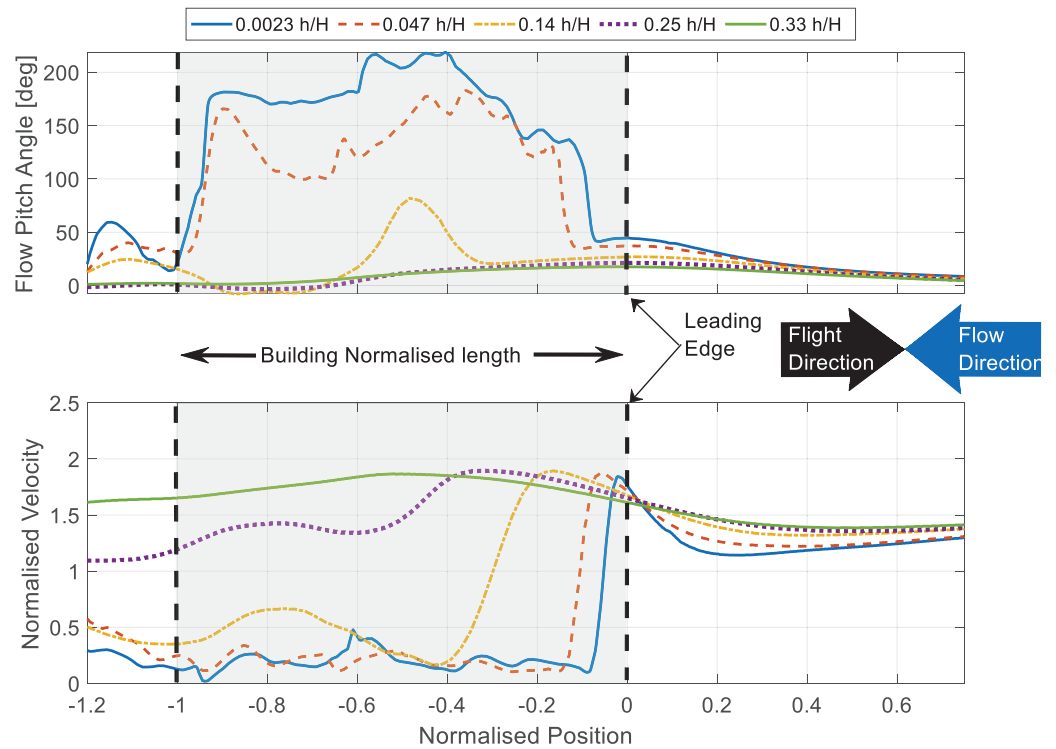 0.0023 h/H 0.047 h/H 0.14 h/H 0.25 h/H 0.33 h/H
Flow Pitch Angle [deg]
200
150
100
50
0
Building Normalised length
Leading
Edge
Flight
Direction
Flow
Direction
Normalised Velocity
2.5
2
1.5
1
0.5
0
-1.2 -1 -0.8 -0.6 -0.4 -0.2 0 0.2 0.4 0.6
Normalised Position